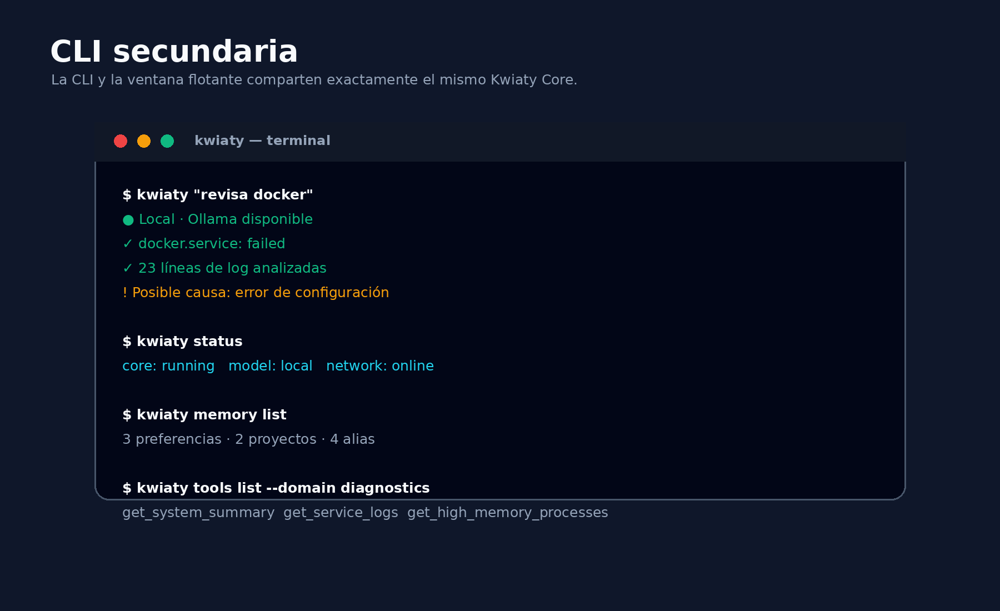 CLI secundaria
La CLI y la ventana flotante comparten exactamente el mismo Kwiaty Core.
kwiaty — terminal
$ kwiaty "revisa docker"
● Local · Ollama disponible
✓ docker.service: failed
✓ 23 líneas de log analizadas
! Posible causa: error de configuración
$ kwiaty status
core: running   model: local   network: online
$ kwiaty memory list
3 preferencias · 2 proyectos · 4 alias
$ kwiaty tools list --domain diagnostics
get_system_summary  get_service_logs  get_high_memory_processes